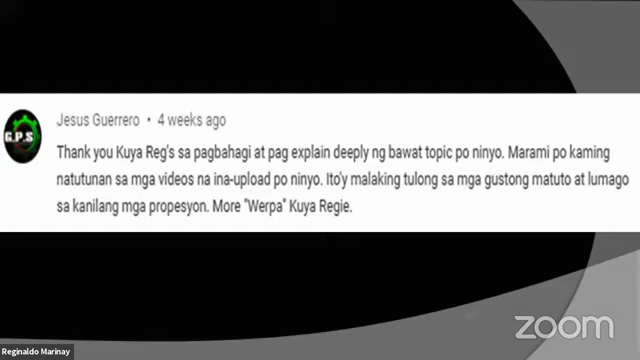 G.P.S
Jesus Guerrero • 4 weeks ago
Thank you Kuya Reg's sa pagbahagi at pag explain deeply ng bawat topic po ninyo. Marami po kaming
natutunan sa mga videos na ina-upload po ninyo. Ito'y malaking tulong sa mga gustong matuto at lumago
sa kanilang mga propesyon. More "Werpa" Kuya Regie.
zoom
Reginaldo Marinay